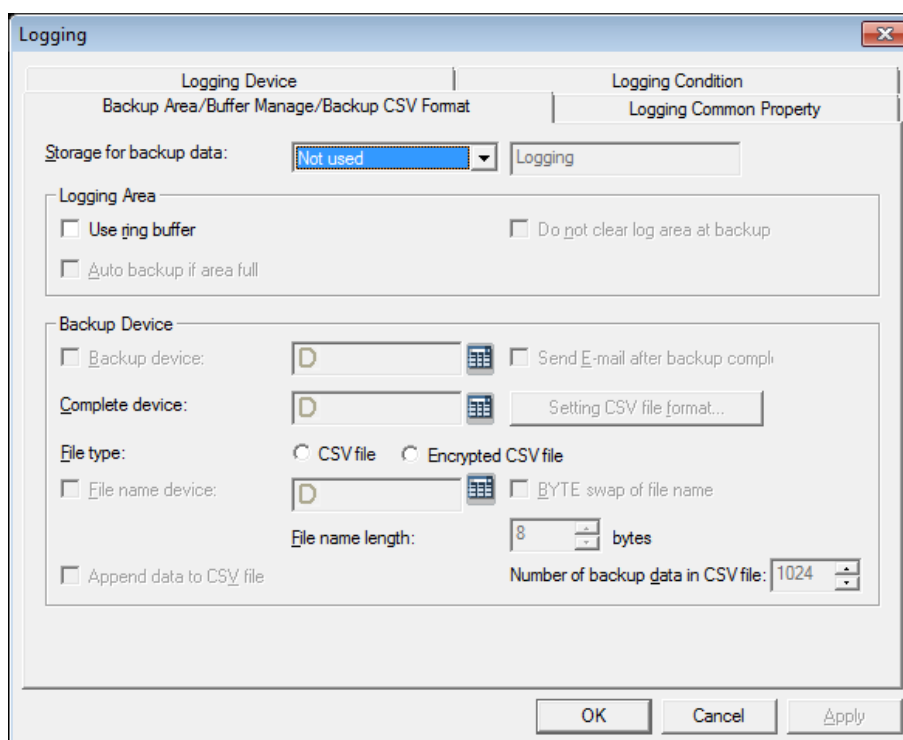 Logging
Logging Device Logging Condition
Backup Area/Buffer Manage/Backup CSV Format Logging Common Property
Storage for backup data: Not used Logging
Logging Area
Use ring buffer Do not clear log area at backup
Auto backup if area full
Backup Device
Backup device: D Send E-mail after backup compl
Complete device: D Setting CSV file format...
File type: CSV file Encrypted CSV file
File name device: D BYTE swap of file name
File name length: 8 bytes
Append data to CSV file Number of backup data in CSV file: 1024
OK Cancel Apply